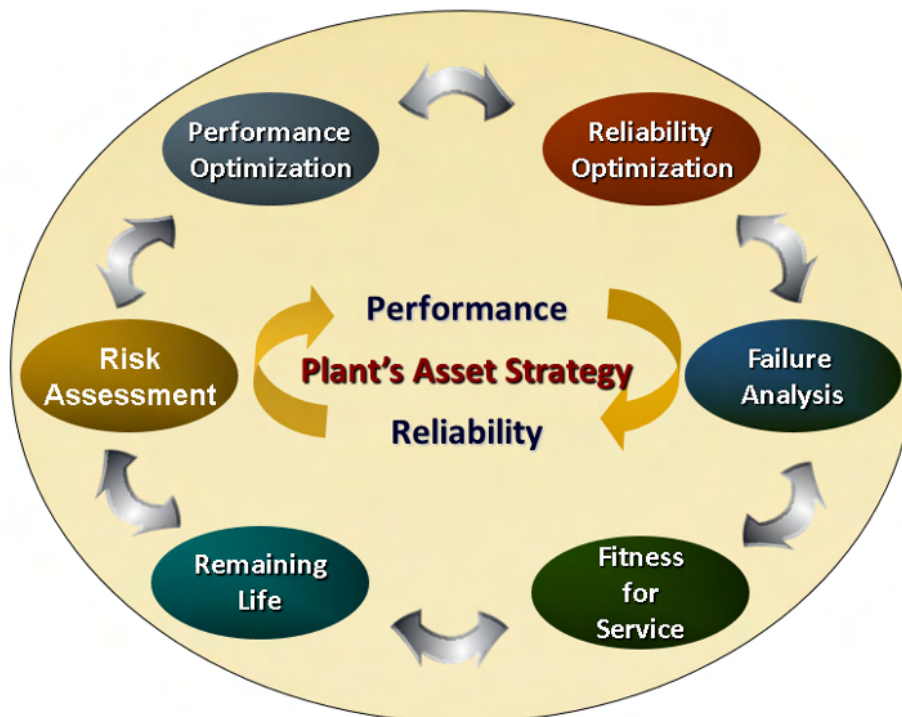 Performance
Optimization
Reliability
Optimization
Risk
Assessment
Performance
Plant's Asset Strategy
Reliability
Failure
Analysis
Remaining
Life
Fitness
for
Service